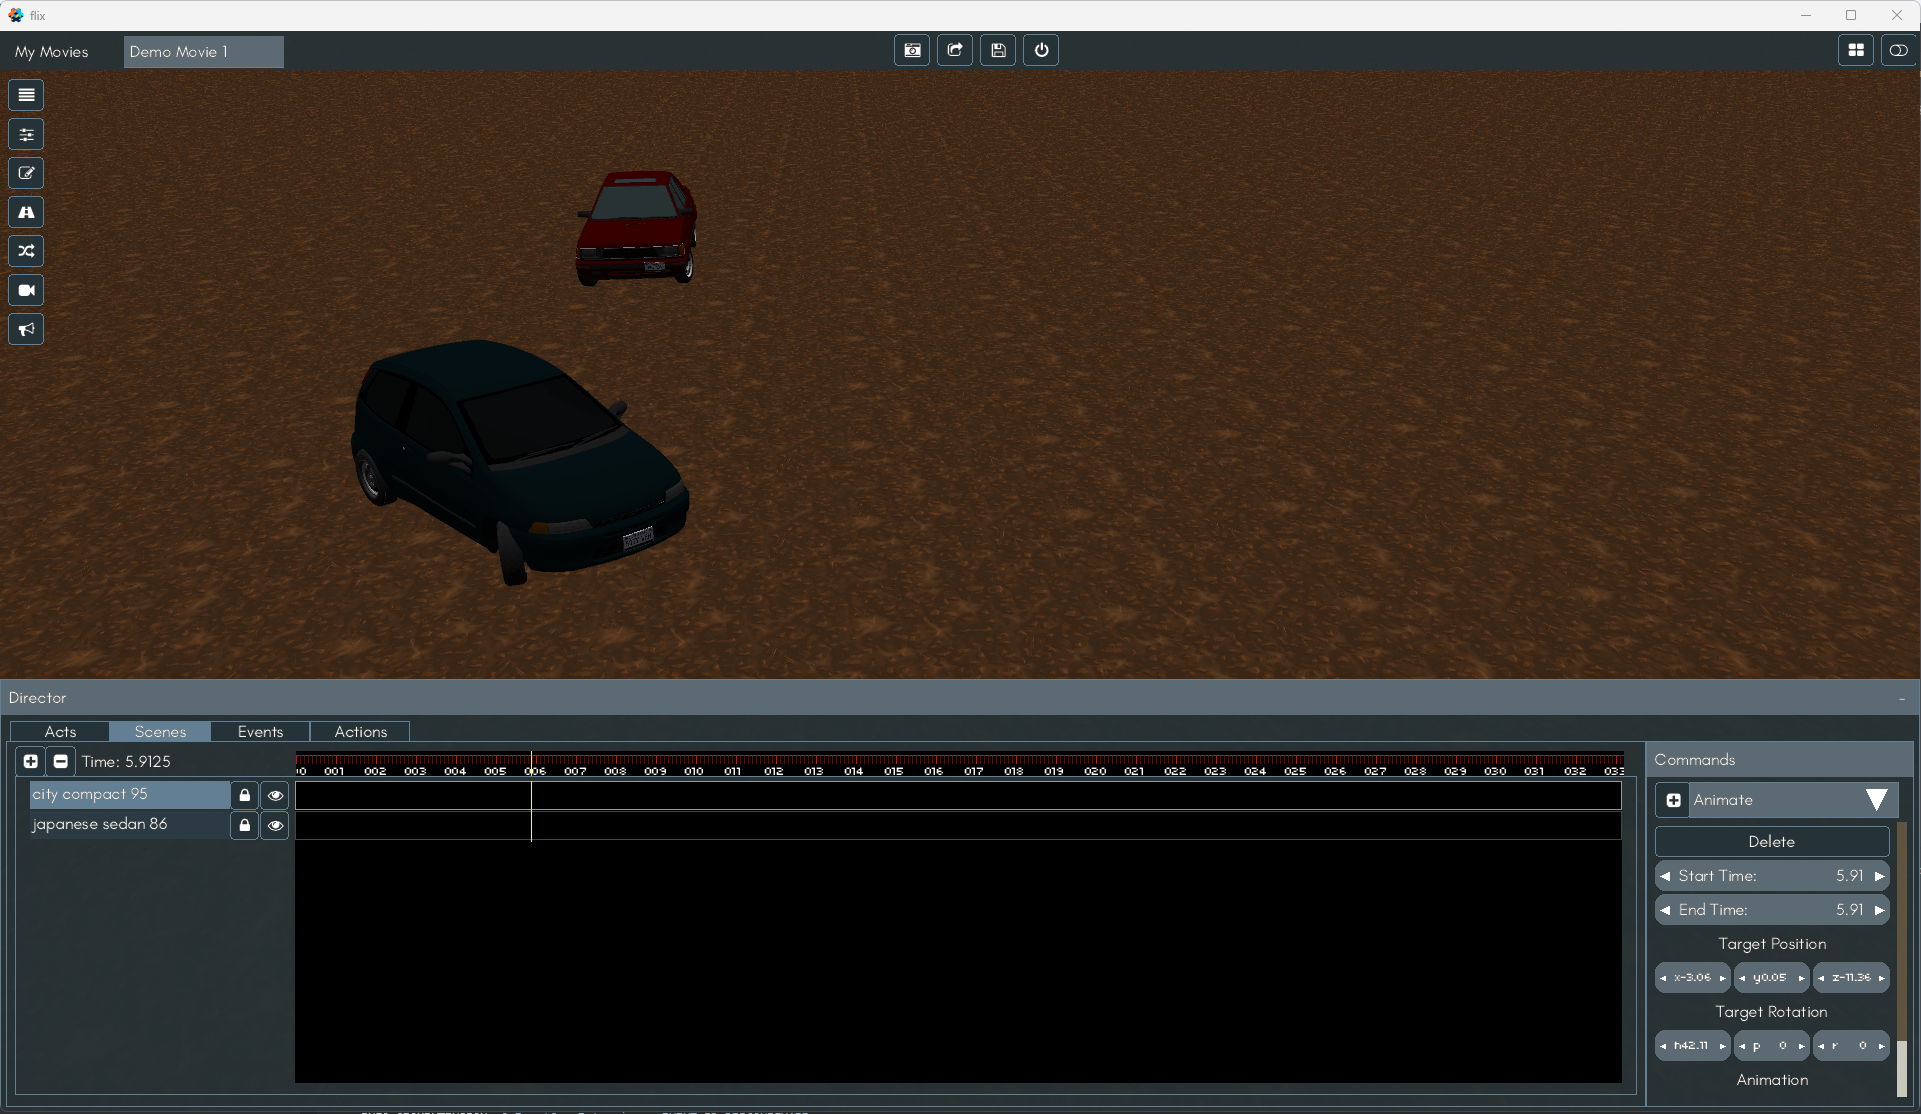 flix
My Movies
Demo Movie 1
Director
Acts
Scenes
Events
Actions
Time: 5.9125
001 002 003 004 005 006 007 008 009 010 011 012 013 014 015 016 017 018 019 020 021 022 023 024 025 026 027 028 029 030 031 032
city compact 95
japanese sedan 86
Commands
Animate
Delete
Start Time: 5.91
End Time: 5.91
Target Position
x-3.06 y0.05 z-11.36
Target Rotation
h42.11 p 0 r 0
Animation